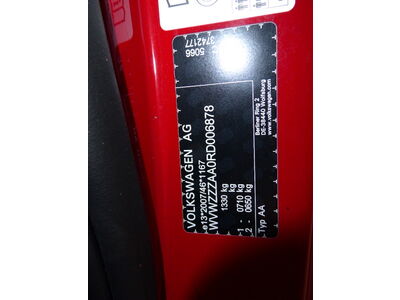 VOLKSWAGEN AG
e13*2007/46*1167
WVWZZZAA0RD006878
1330 kg
kg
1 - 0710 kg
2 - 0650 kg
Typ AA
5066 3742177
Berliner Ring 2
DE-38440 Wolfsburg
www.volkswagen.com